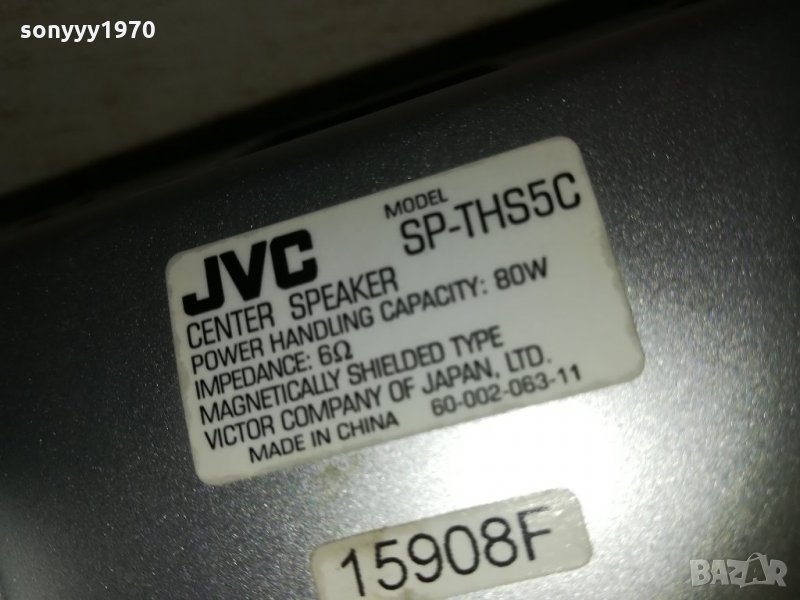 sonyyy1970
JVC MODEL SP-THS5C
CENTER SPEAKER
POWER HANDLING CAPACITY: 80W
IMPEDANCE: 6Ω
MAGNETICALLY SHIELDED TYPE
VICTOR COMPANY OF JAPAN, LTD.
MADE IN CHINA 60-002-063-11
15908F
BAZAR